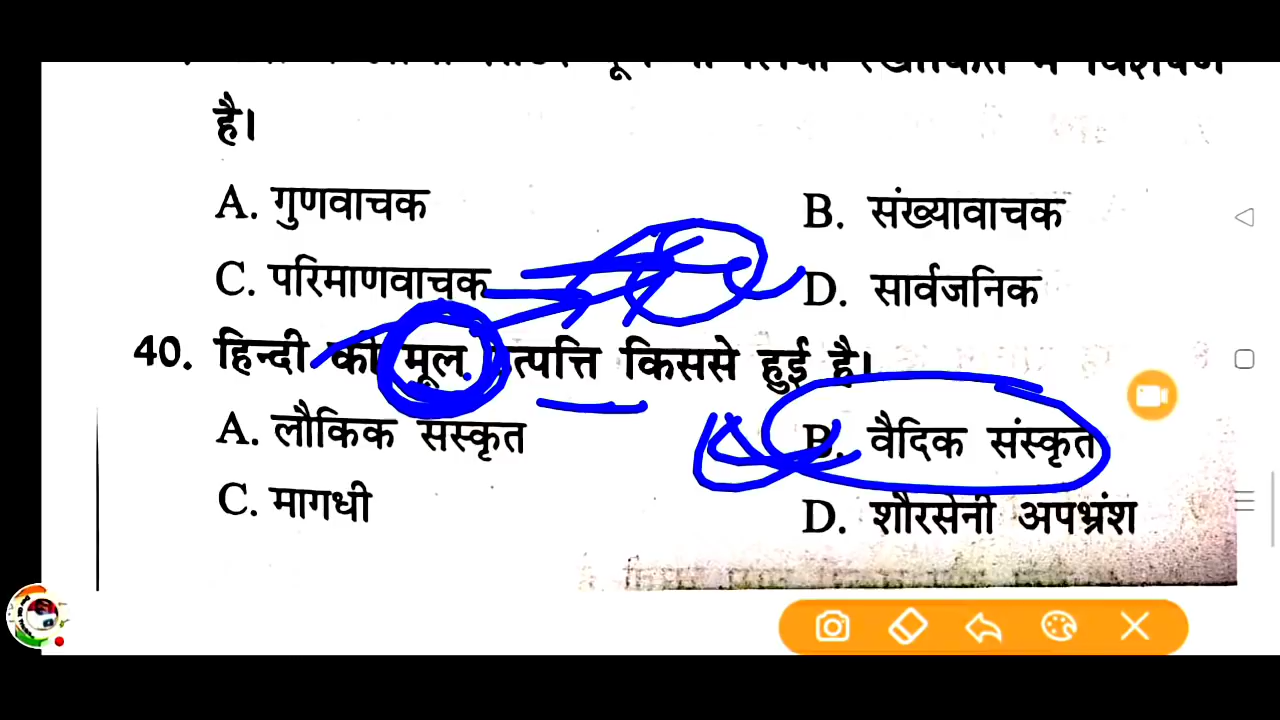 है।
A. गुणवाचक B. संख्यावाचक
C. परिमाणवाचक D. सार्वजनिक
40. हिन्दी की मूल उत्पत्ति किससे हुई है।
A. लौकिक संस्कृत B. वैदिक संस्कृत
C. मागधी D. शौरसेनी अपभ्रंश